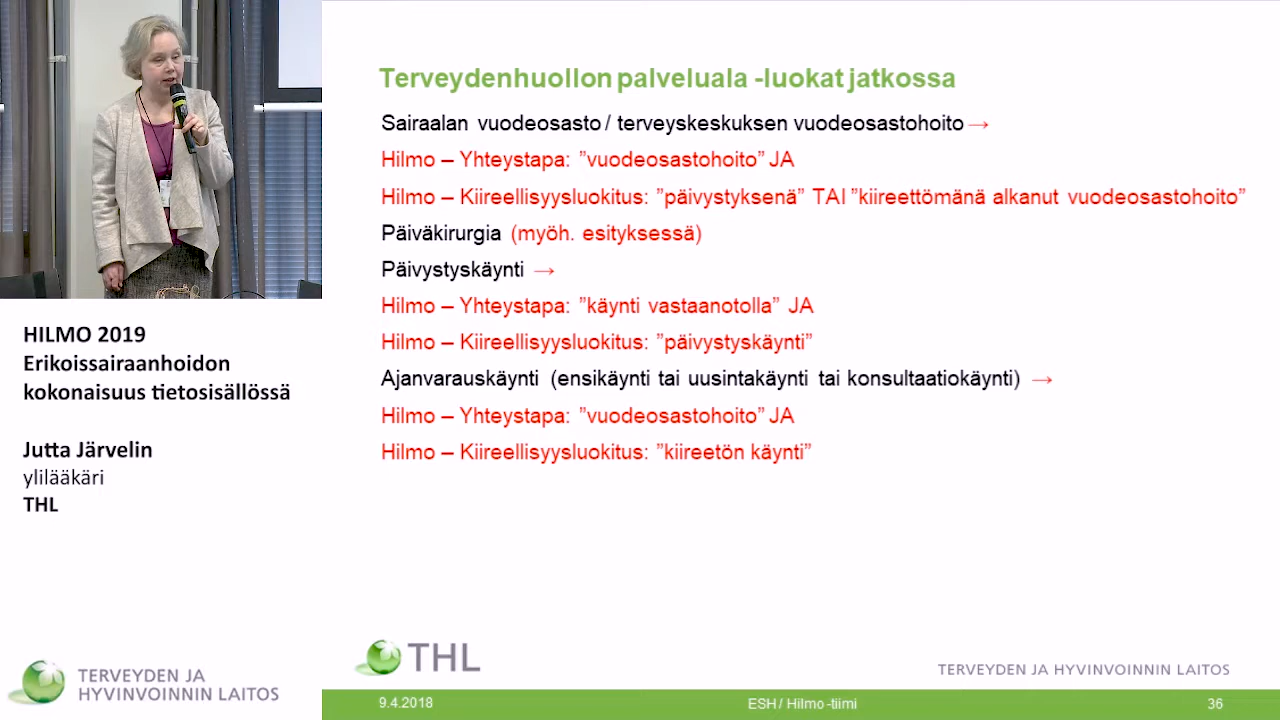 HILMO 2019
Erikoissairaanhoidon
kokonaisuus tietosisällössä
Jutta Järvelin
ylilääkäri
THL
TERVEYDEN JA
HYVINVOINNIN LAITOS
Terveydenhuollon palveluala -luokat jatkossa
Sairaalan vuodeosasto / terveyskeskuksen vuodeosastohoito →
Hilmo – Yhteystapa: ”vuodeosastohoito” JA
Hilmo – Kiireellisyysluokitus: ”päivystyksenä” TAI ”kiireettömänä alkanut vuodeosastohoito”
Päiväkirurgia (myöh. esityksessä)
Päivystyskäynti →
Hilmo – Yhteystapa: ”käynti vastaanotolla” JA
Hilmo – Kiireellisyysluokitus: ”päivystyskäynti”
Ajanvarauskäynti (ensikäynti tai uusintakäynti tai konsultaatiokäynti) →
Hilmo – Yhteystapa: ”vuodeosastohoito” JA
Hilmo – Kiireellisyysluokitus: ”kiireetön käynti”
THL
TERVEYDEN JA HYVINVOINNIN LAITOS
9.4.2018
ESH / Hilmo -tiimi
36